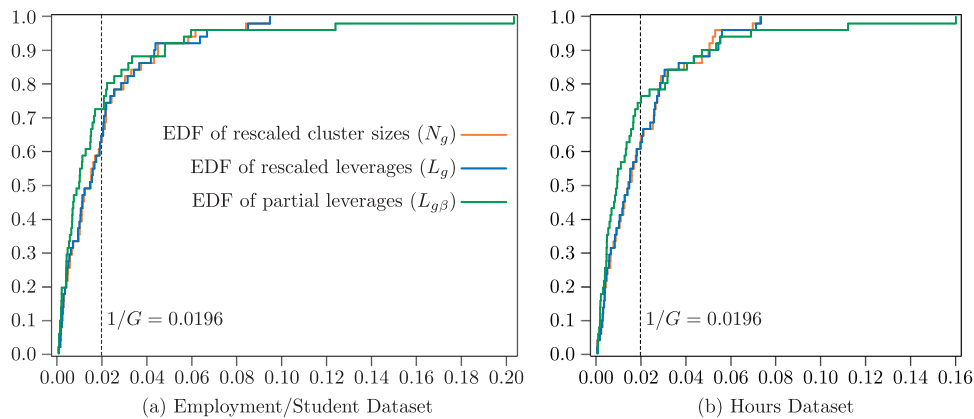 1.0
0.9
0.8
0.7
0.6
0.5
0.4
0.3
0.2
0.1
0.0
EDF of rescaled cluster sizes (N_g)
EDF of rescaled leverages (L_g)
EDF of partial leverages (L_{gβ})
1/G = 0.0196
0.00 0.02 0.04 0.06 0.08 0.10 0.12 0.14 0.16 0.18 0.20
(a) Employment/Student Dataset
1.0
0.9
0.8
0.7
0.6
0.5
0.4
0.3
0.2
0.1
0.0
1/G = 0.0196
0.00 0.02 0.04 0.06 0.08 0.10 0.12 0.14 0.16
(b) Hours Dataset